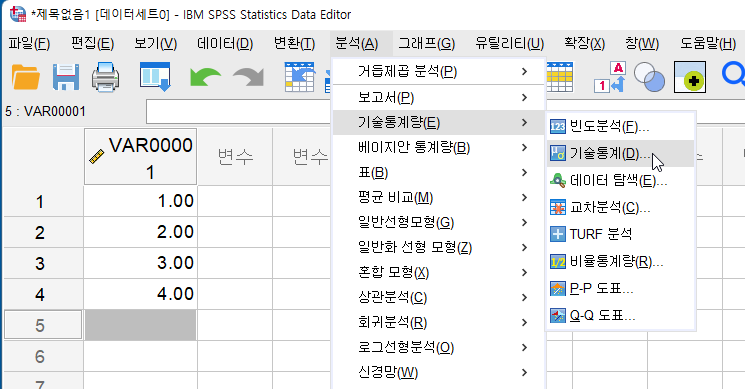 *제목없음1 [데이터세트0] - IBM SPSS Statistics Data Editor
파일(F) 편집(E) 보기(V) 데이터(D) 변환(T) 분석(A) 그래프(G) 유틸리티(U) 확장(X) 창(W) 도움말(H)
5 : VAR00001
VAR0000
1
변수
변수
1 1.00
2 2.00
3 3.00
4 4.00
5
6
7
거듭제곱 분석(P)
보고서(P)
기술통계량(E)
베이지안 통계량(B)
표(B)
평균 비교(M)
일반선형모형(G)
일반화 선형 모형(Z)
혼합 모형(X)
상관분석(C)
회귀분석(R)
로그선형분석(O)
신경망(W)
빈도분석(F)...
기술통계(D)...
데이터 탐색(E)...
교차분석(C)...
TURF 분석
비율통계량(R)...
P-P 도표...
Q-Q 도표...